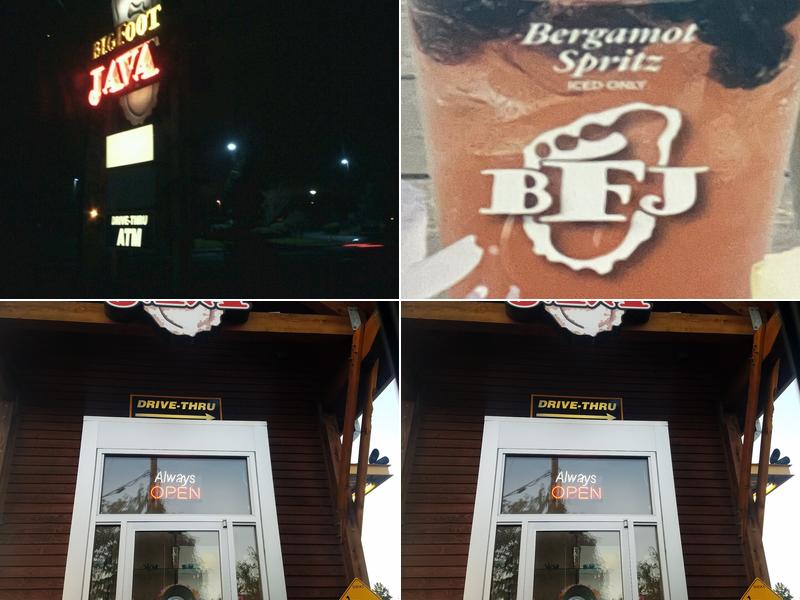 BIGFOOT
JAVA
DRIVE-THRU
ATM
Bergamot
Spritz
ICED ONLY
BFJ
DRIVE-THRU
Always
OPEN
DRIVE-THRU
Always
OPEN